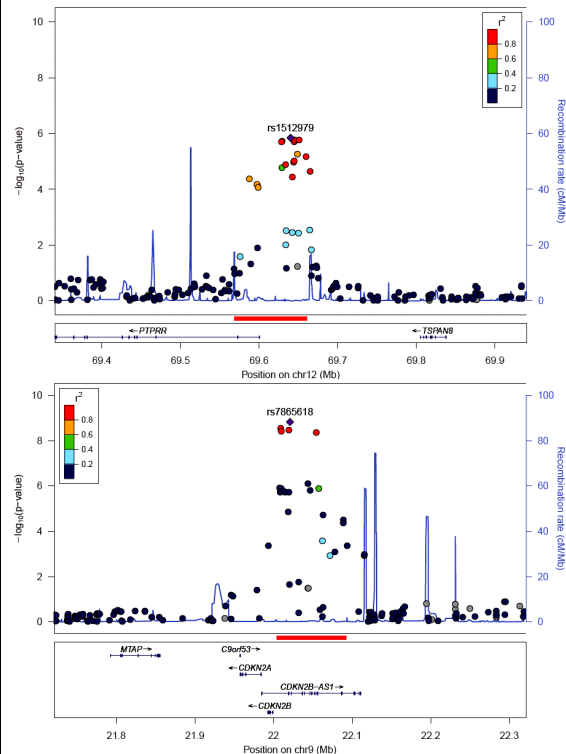 10
8
6
4
2
0
−log₁₀(p−value)
100
80
60
40
20
0
Recombination rate (cM/Mb)
r²
0.8
0.6
0.4
0.2
rs1512979
←PTPRR
←TSPAN8
69.4 69.5 69.6 69.7 69.8 69.9
Position on chr12 (Mb)
10
8
6
4
2
0
−log₁₀(p−value)
100
80
60
40
20
0
Recombination rate (cM/Mb)
r²
0.8
0.6
0.4
0.2
rs7865618
MTAP→ C9orf53→
←CDKN2A
CDKN2B−AS1→
←CDKN2B
21.8 21.9 22 22.1 22.2 22.3
Position on chr9 (Mb)